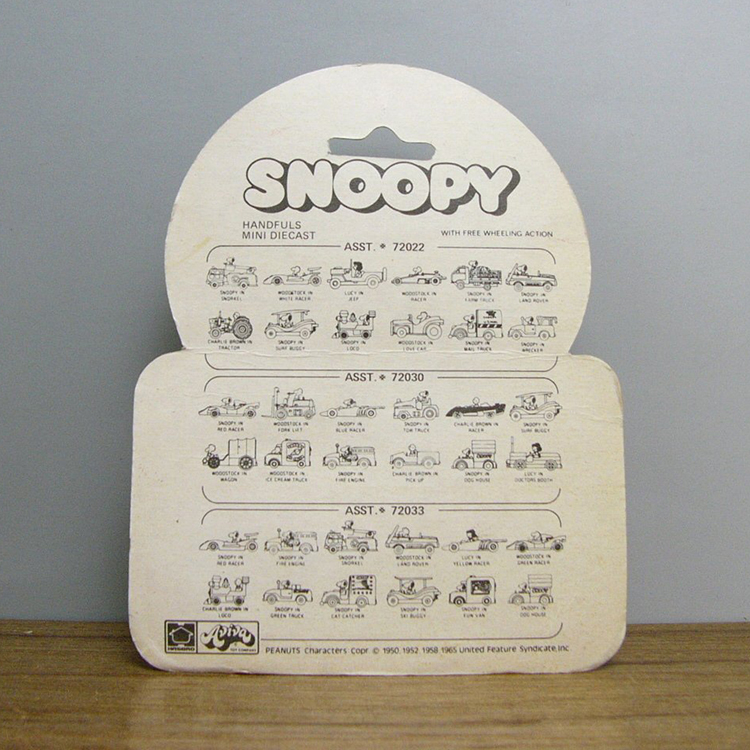 SNOOPY
HANDFULS
MINI DIECAST
WITH FREE WHEELING ACTION
ASST. # 72022
SNOOPY IN SNORKEL
WOODSTOCK IN WHITE RACER
LUCY IN JEEP
WOODSTOCK IN RACER
SNOOPY IN FARM TRUCK
SNOOPY IN LAND ROVER
CHARLIE BROWN IN TRACTOR
SNOOPY IN SURF BUGGY
SNOOPY IN LOCO
WOODSTOCK IN LOVE CAR
SNOOPY IN MAIL TRUCK
SNOOPY IN WRECKER
ASST. # 72030
SNOOPY IN RED RACER
WOODSTOCK IN FORK LIFT
SNOOPY IN BLUE RACER
SNOOPY IN TOW TRUCK
CHARLIE BROWN IN RACER
SNOOPY IN SURF BUGGY
WOODSTOCK IN WAGON
WOODSTOCK IN ICE CREAM TRUCK
SNOOPY IN FIRE ENGINE
CHARLIE BROWN IN PICK UP
SNOOPY IN DOG HOUSE
LUCY IN DOCTORS BOOTH
ASST. # 72033
SNOOPY IN RED RACER
SNOOPY IN FIRE ENGINE
SNOOPY IN SNORKEL
WOODSTOCK IN LAND ROVER
LUCY IN YELLOW RACER
WOODSTOCK IN GREEN RACER
CHARLIE BROWN IN LOCO
SNOOPY IN GREEN TRUCK
SNOOPY IN CAT CATCHER
SNOOPY IN SKI BUGGY
SNOOPY IN FUN VAN
SNOOPY IN DOG HOUSE
HASBRO
Aviva
TOY COMPANY
PEANUTS Characters Copr © 1950, 1952, 1958, 1965 United Feature Syndicate, Inc.